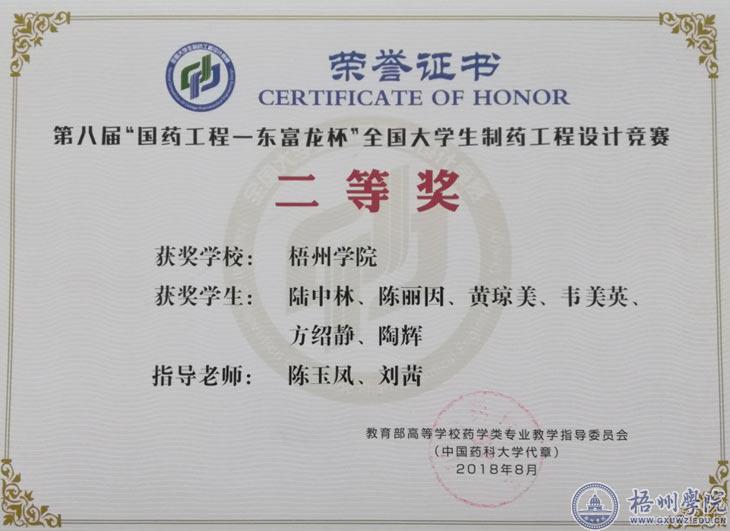 荣誉证书
CERTIFICATE OF HONOR
第八届“国药工程—东富龙杯”全国大学生制药工程设计竞赛
二等奖
获奖学校： 梧州学院
获奖学生： 陆中林、陈丽因、黄琼美、韦美英、
方绍静、陶辉
指导老师： 陈玉凤、刘茜
教育部高等学校药学类专业教学指导委员会
（中国药科大学代章）
2018年8月
梧州學院
WWW.GXUWZ.EDU.CN